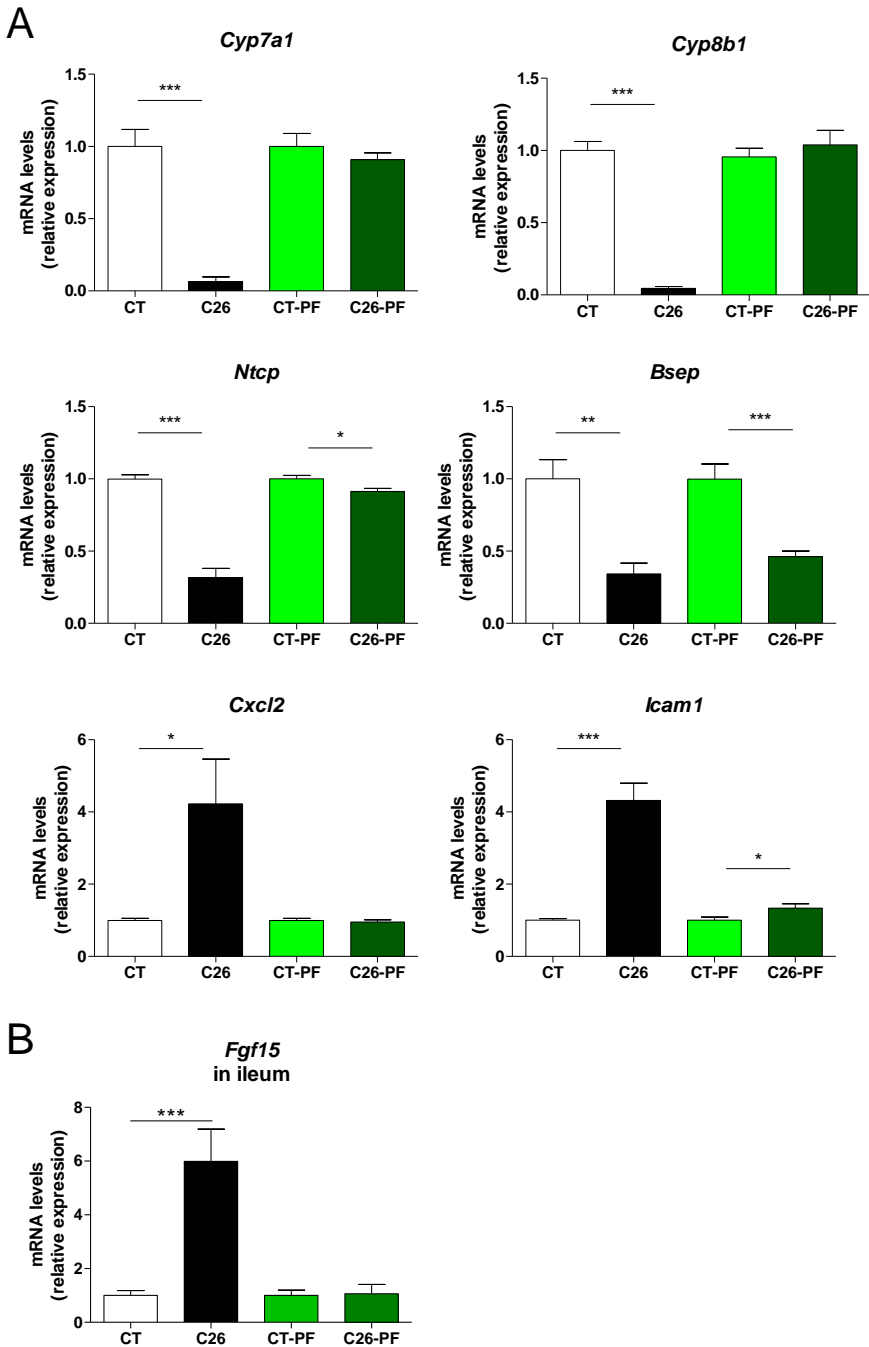 A
Cyp7a1
mRNA levels
(relative expression)
1.5
1.0
0.5
0.0
***
CT
C26
CT-PF
C26-PF
Cyp8b1
mRNA levels
(relative expression)
1.5
1.0
0.5
0.0
***
CT
C26
CT-PF
C26-PF
Ntcp
mRNA levels
(relative expression)
1.5
1.0
0.5
0.0
***
*
CT
C26
CT-PF
C26-PF
Bsep
mRNA levels
(relative expression)
1.5
1.0
0.5
0.0
**
***
CT
C26
CT-PF
C26-PF
Cxcl2
mRNA levels
(relative expression)
6
4
2
0
*
CT
C26
CT-PF
C26-PF
Icam1
mRNA levels
(relative expression)
6
4
2
0
***
*
CT
C26
CT-PF
C26-PF
B
Fgf15
in ileum
mRNA levels
(relative expression)
8
6
4
2
0
***
CT
C26
CT-PF
C26-PF